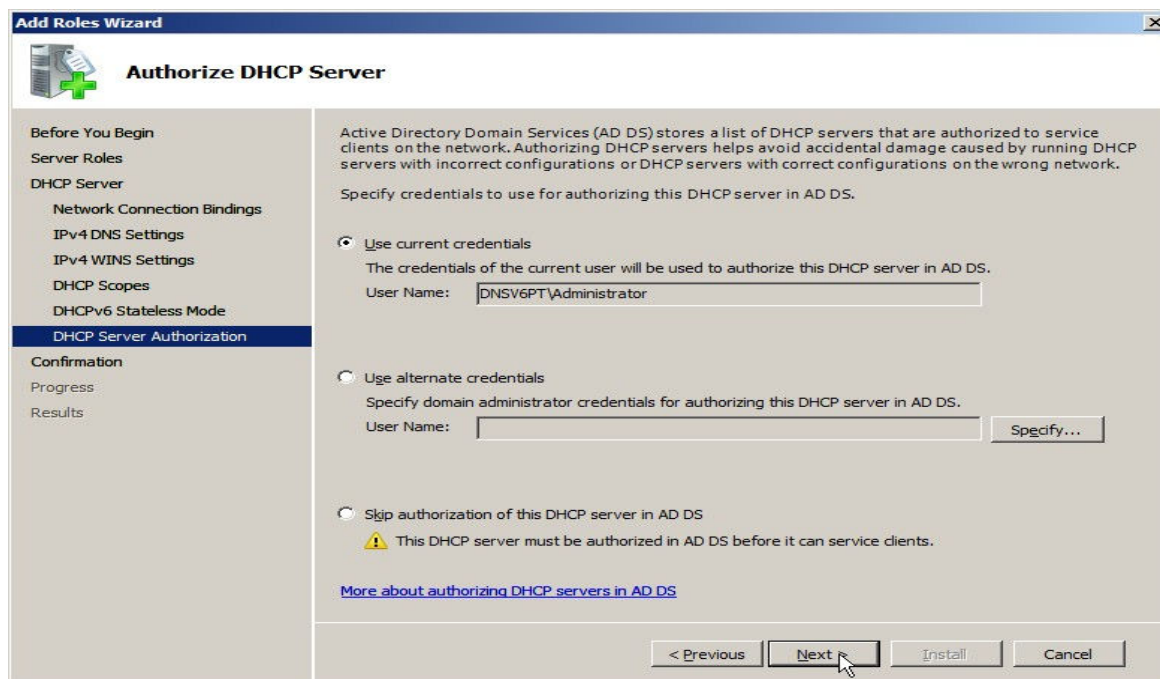 Add Roles Wizard
Authorize DHCP Server
Before You Begin
Server Roles
DHCP Server
Network Connection Bindings
IPv4 DNS Settings
IPv4 WINS Settings
DHCP Scopes
DHCPv6 Stateless Mode
DHCP Server Authorization
Confirmation
Progress
Results
Active Directory Domain Services (AD DS) stores a list of DHCP servers that are authorized to service
clients on the network. Authorizing DHCP servers helps avoid accidental damage caused by running DHCP
servers with incorrect configurations or DHCP servers with correct configurations on the wrong network.
Specify credentials to use for authorizing this DHCP server in AD DS.
Use current credentials
The credentials of the current user will be used to authorize this DHCP server in AD DS.
User Name: DNSV6PT\Administrator
Use alternate credentials
Specify domain administrator credentials for authorizing this DHCP server in AD DS.
User Name: Specify...
Skip authorization of this DHCP server in AD DS
This DHCP server must be authorized in AD DS before it can service clients.
More about authorizing DHCP servers in AD DS
< Previous Next > Install Cancel